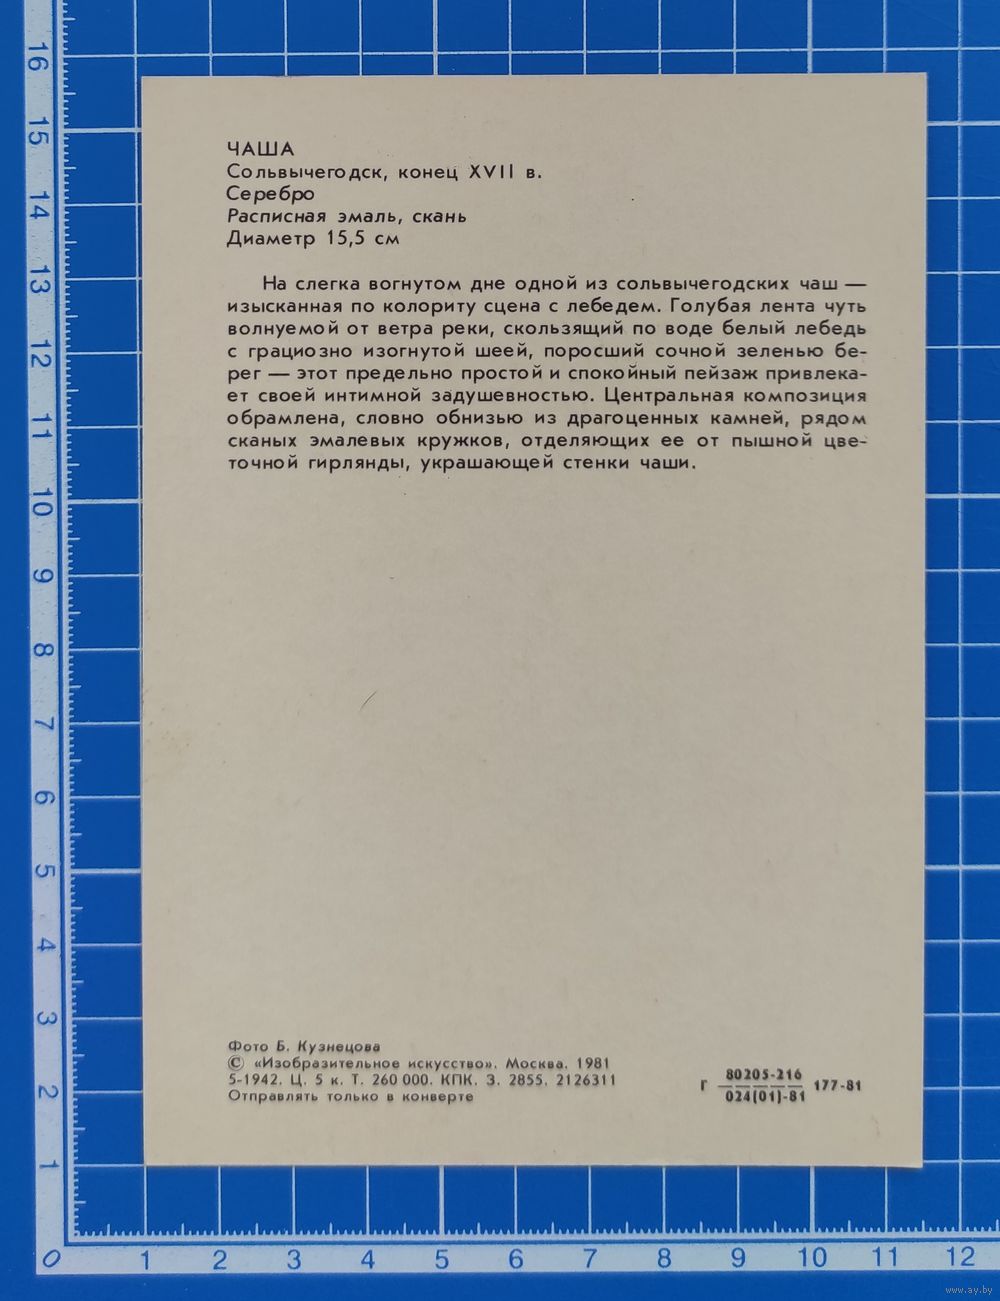 ЧАША
Сольвычегодск, конец XVII в.
Серебро
Расписная эмаль, скань
Диаметр 15,5 см
На слегка вогнутом дне одной из сольвычегодских чаш —
изысканная по колориту сцена с лебедем. Голубая лента чуть
волнуемой от ветра реки, скользящий по воде белый лебедь
с грациозно изогнутой шеей, поросший сочной зеленью бе-
рег — этот предельно простой и спокойный пейзаж привлека-
ет своей интимной задушевностью. Центральная композиция
обрамлена, словно обнизью из драгоценных камней, рядом
сканых эмалевых кружков, отделяющих ее от пышной цве-
точной гирлянды, украшающей стенки чаши.
Фото Б. Кузнецова
© «Изобразительное искусство». Москва. 1981
5-1942. Ц. 5 к. Т. 260 000. КПК. З. 2855. 2126311
Отправлять только в конверте
80205-216
Г ————— 177-81
024(01)-81
16
15
14
13
12
11
10
9
8
7
6
5
4
3
2
1
0 1 2 3 4 5 6 7 8 9 10 11 12
www.ay.by